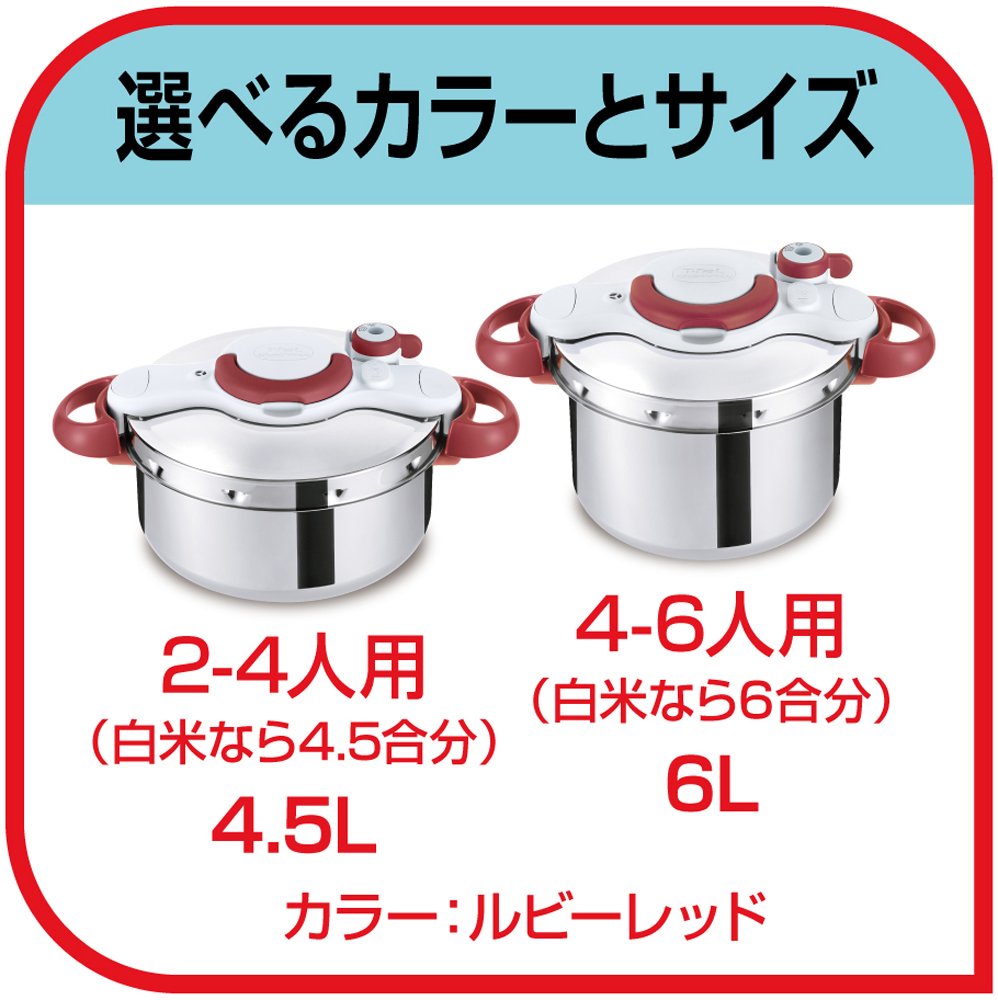 選べるカラーとサイズ
2-4人用
（白米なら4.5合分）
4.5L
4-6人用
（白米なら6合分）
6L
カラー：ルビーレッド